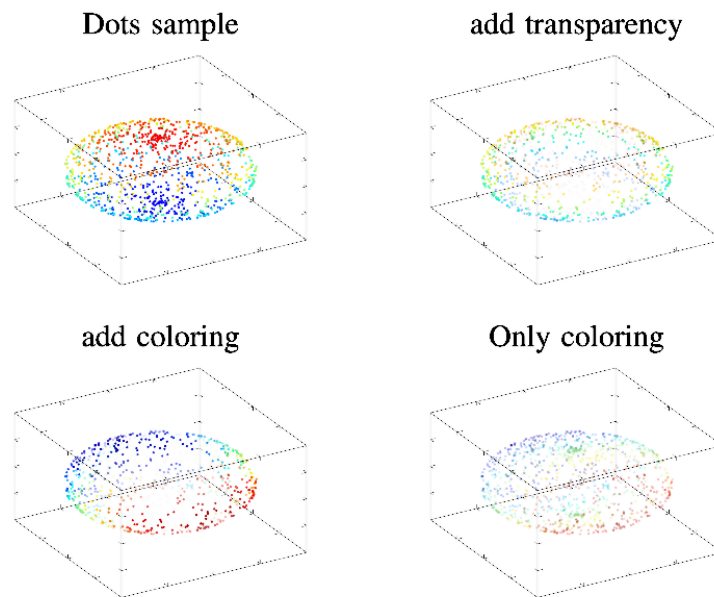 Dots sample
add transparency
add coloring
Only coloring